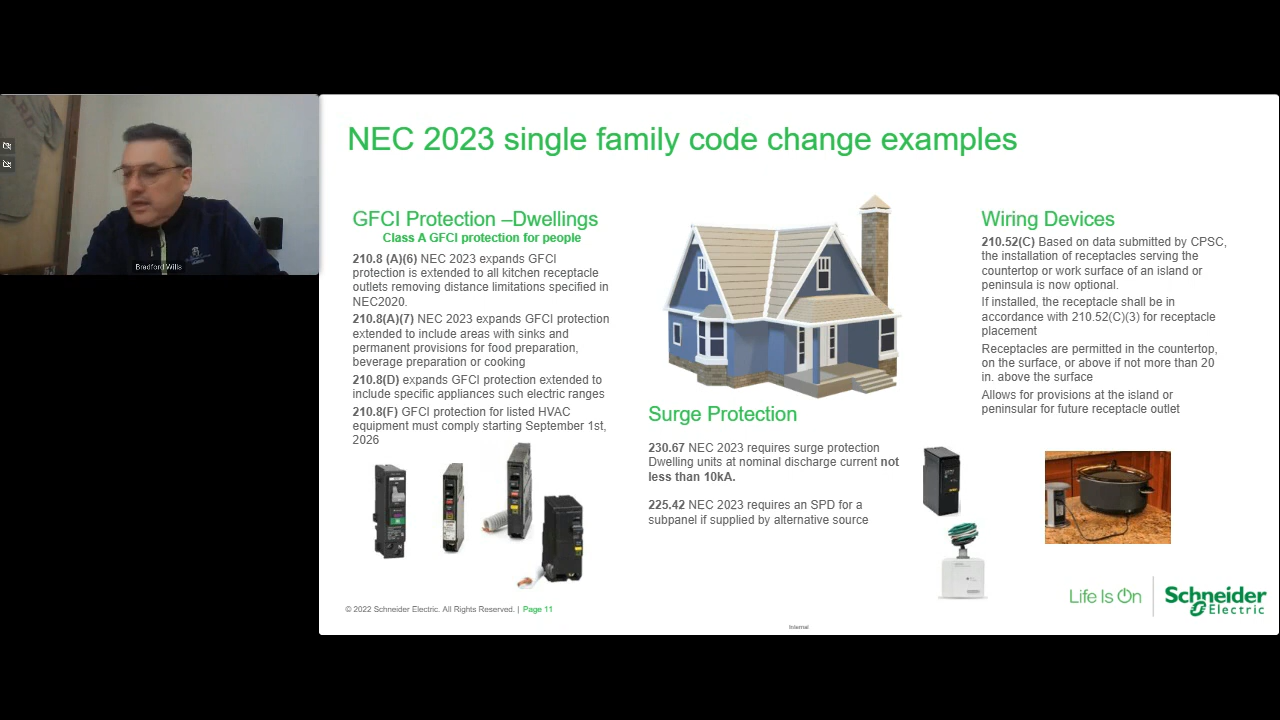 NEC 2023 single family code change examples
Bradford Wills
GFCI Protection –Dwellings
Class A GFCI protection for people
210.8 (A)(6) NEC 2023 expands GFCI
protection is extended to all kitchen receptacle
outlets removing distance limitations specified in
NEC2020.
210.8(A)(7) NEC 2023 expands GFCI protection
extended to include areas with sinks and
permanent provisions for food preparation,
beverage preparation or cooking
210.8(D) expands GFCI protection extended to
include specific appliances such electric ranges
210.8(F) GFCI protection for listed HVAC
equipment must comply starting September 1st,
2026
Surge Protection
230.67 NEC 2023 requires surge protection
Dwelling units at nominal discharge current not
less than 10kA.
225.42 NEC 2023 requires an SPD for a
subpanel if supplied by alternative source
Wiring Devices
210.52(C) Based on data submitted by CPSC,
the installation of receptacles serving the
countertop or work surface of an island or
peninsula is now optional.
If installed, the receptacle shall be in
accordance with 210.52(C)(3) for receptacle
placement
Receptacles are permitted in the countertop,
on the surface, or above if not more than 20
in. above the surface
Allows for provisions at the island or
peninsular for future receptacle outlet
© 2022 Schneider Electric. All Rights Reserved. | Page 11
Life Is On
Schneider
Electric
Internal